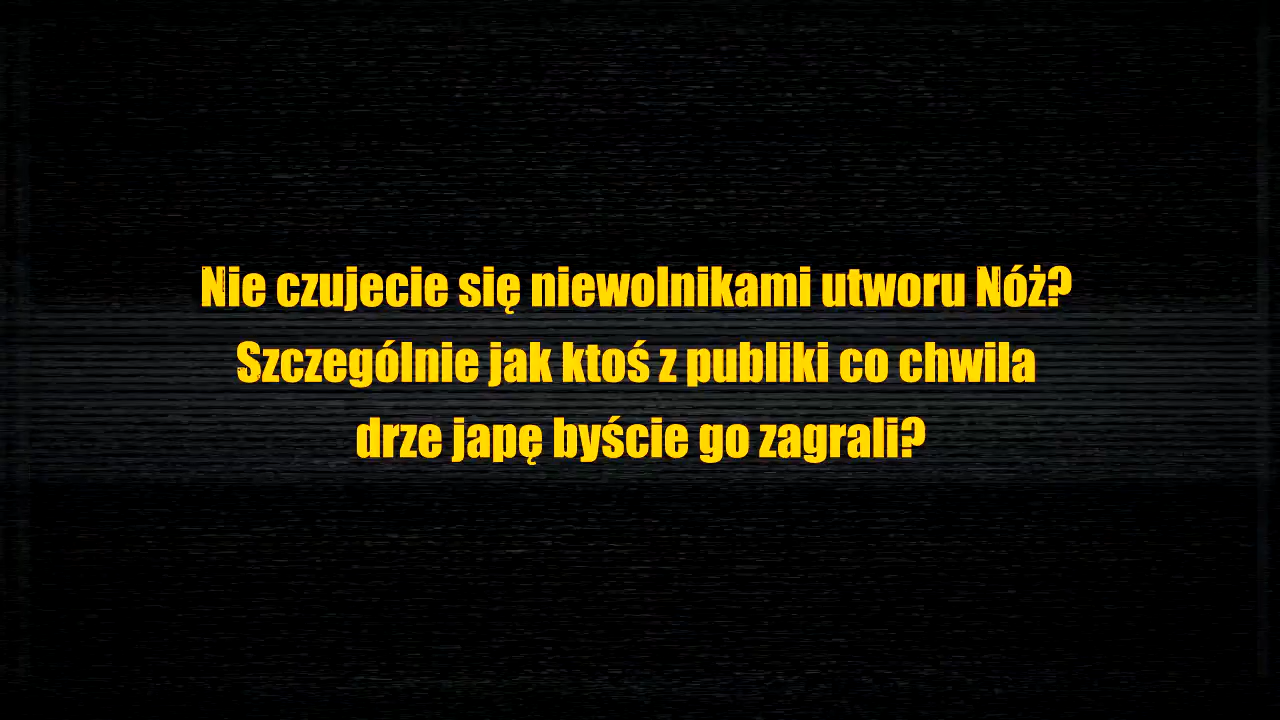 Nie czujecie się niewolnikami utworu Nóż?
Szczególnie jak ktoś z publiki co chwila
drze japę byście go zagrali?